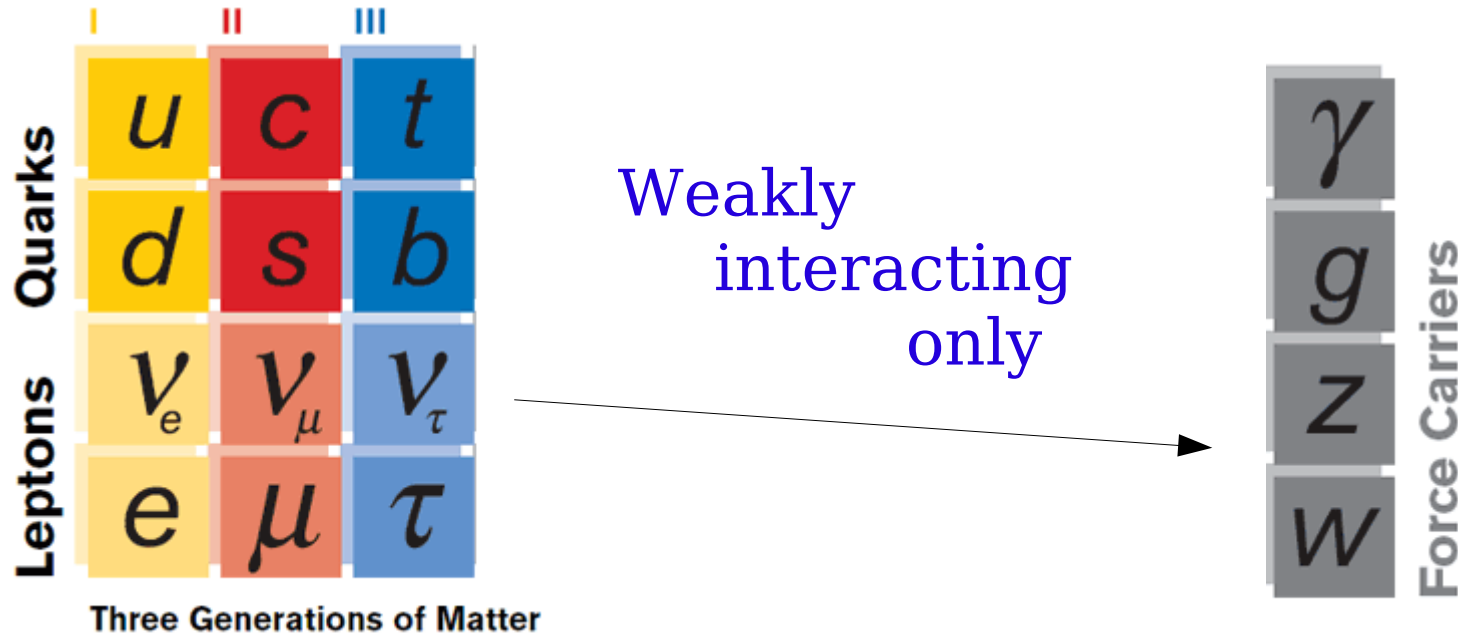 I II III
Quarks
u c t
d s b
Leptons
νe νμ ντ
e μ τ
Three Generations of Matter
Weakly
interacting
only
γ
g
z
w
Force Carriers